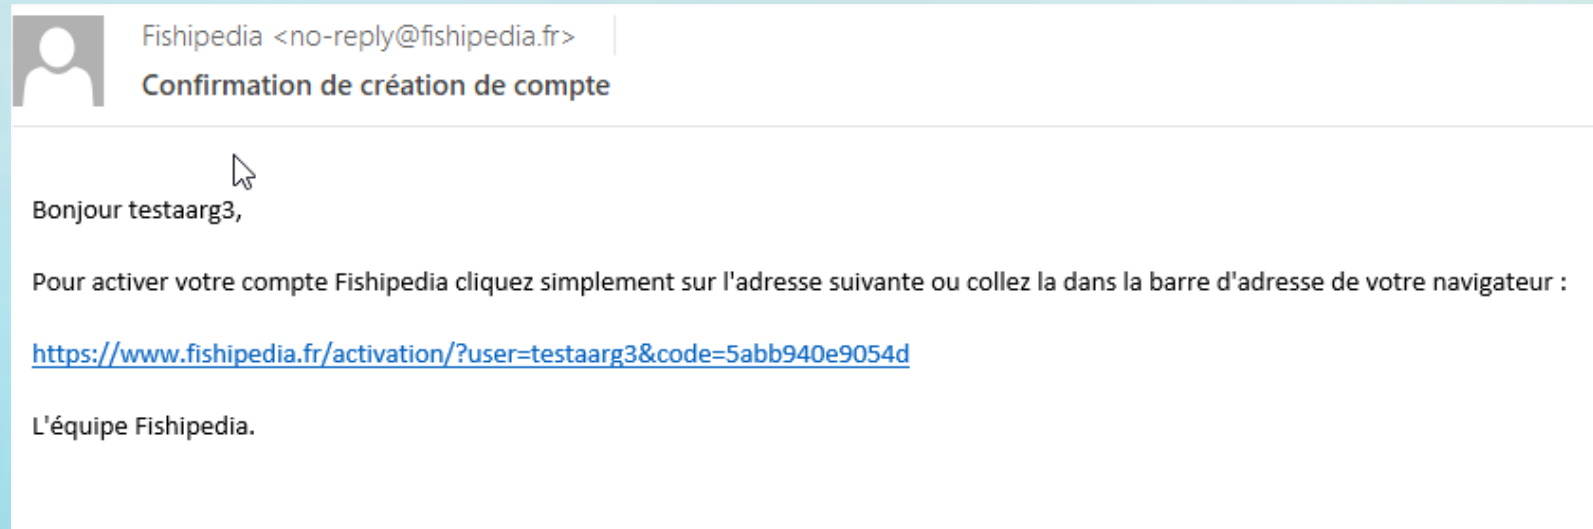 Fishipedia <no-reply@fishipedia.fr>
Confirmation de création de compte
Bonjour testaarg3,
Pour activer votre compte Fishipedia cliquez simplement sur l'adresse suivante ou collez la dans la barre d'adresse de votre navigateur :
https://www.fishipedia.fr/activation/?user=testaarg3&code=5abb940e9054d
L'équipe Fishipedia.